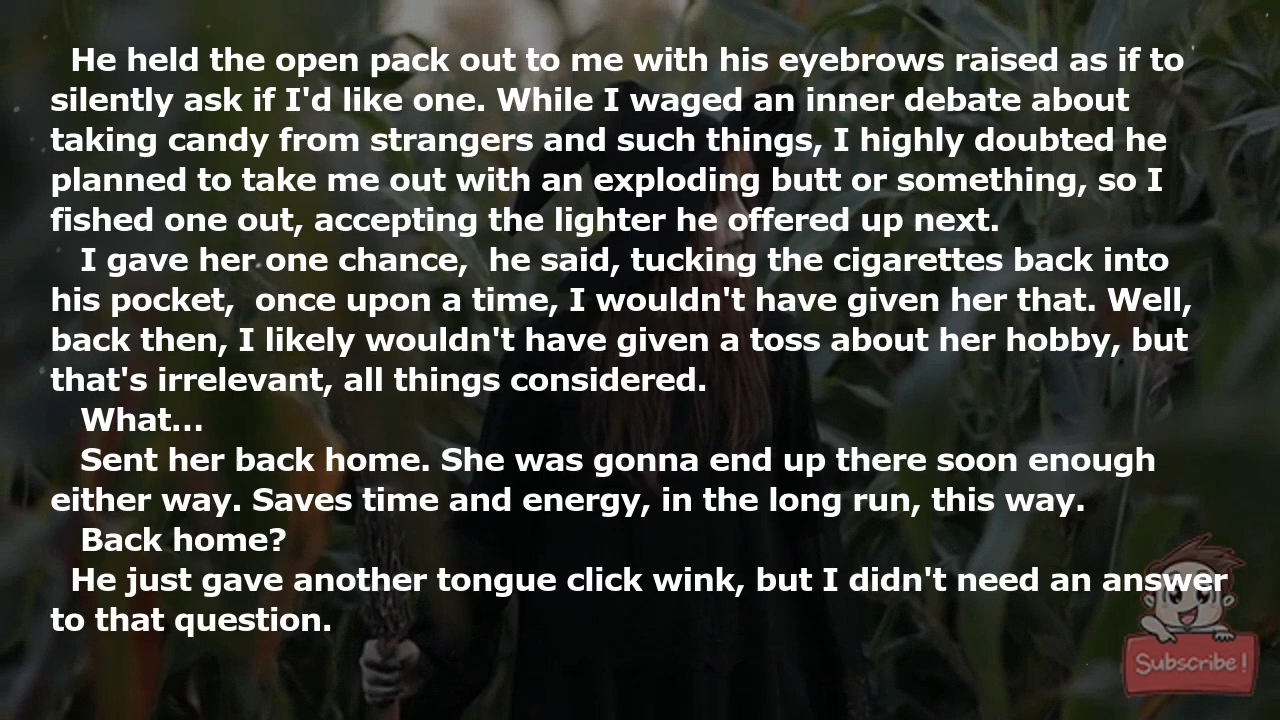 He held the open pack out to me with his eyebrows raised as if to
silently ask if I'd like one. While I waged an inner debate about
taking candy from strangers and such things, I highly doubted he
planned to take me out with an exploding butt or something, so I
fished one out, accepting the lighter he offered up next.
I gave her one chance,  he said, tucking the cigarettes back into
his pocket,  once upon a time, I wouldn't have given her that. Well,
back then, I likely wouldn't have given a toss about her hobby, but
that's irrelevant, all things considered.
What...
Sent her back home. She was gonna end up there soon enough
either way. Saves time and energy, in the long run, this way.
Back home?
He just gave another tongue click wink, but I didn't need an answer
to that question.
Subscribe!